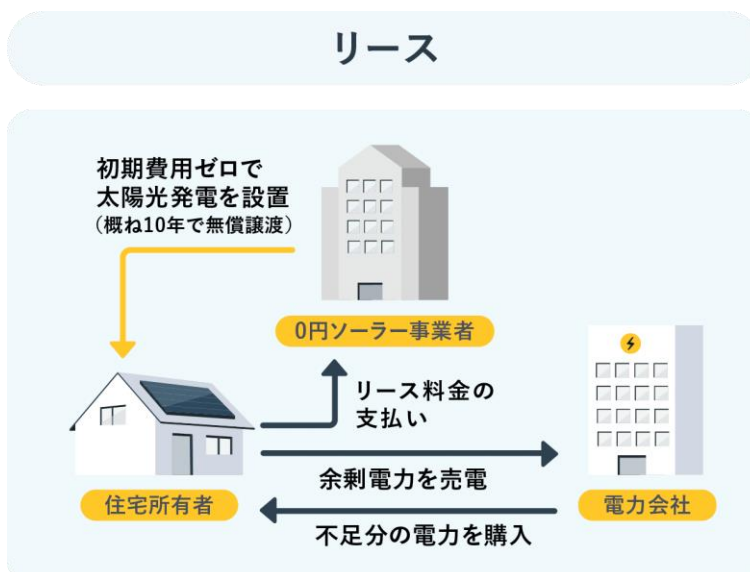 リース
初期費用ゼロで
太陽光発電を設置
（概ね10年で無償譲渡）
0円ソーラー事業者
リース料金の
支払い
余剰電力を売電
住宅所有者
電力会社
不足分の電力を購入